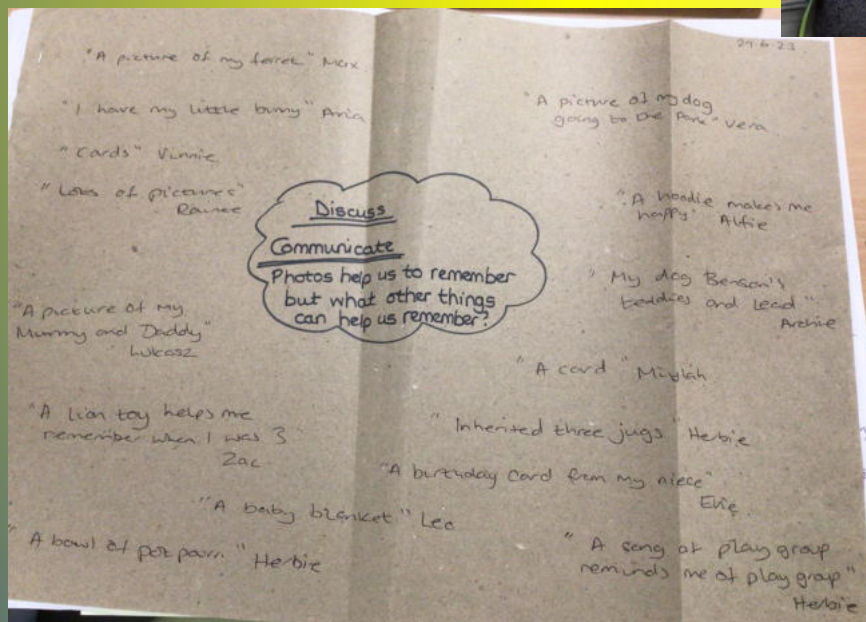 29.6.23
"A picture of my ferret" Max
"I have my little bunny" Aria
"Cards" Vinnie
"Lots of pictures"
"A picture of my
Mummy and Daddy"
Lukasz
"A lion toy helps me
remember when I was 3
Zac
"A baby blanket" Leo
"A bowl of pot pourri" Herbie
Discuss
Communicate
Photos help us to remember
but what other things
can help us remember?
"A picture of my dog
going to the Park" Vera
"A hoodie makes me
happy" Alfie
"My dog Benson's
teddies and Lead"
Archie
"A card"
"Inherited three jugs" Herbie
"A birthday card from my niece"
Evie
"A song at play group
reminds me of play group"
Herbie